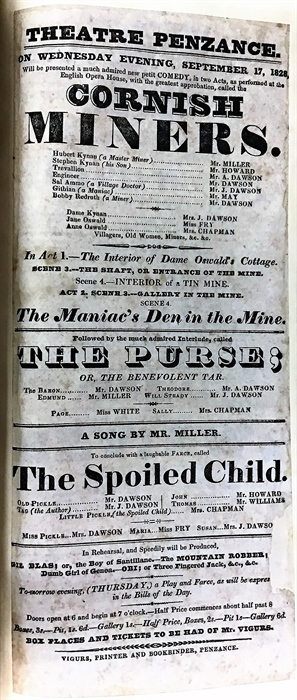 THEATRE PENZANCE.
ON WEDNESDAY EVENING, SEPTEMBER 17, 1828,
Will be presented a much admired new petit COMEDY, in two Acts, as performed at the
English Opera House, with the greatest approbation, called the
CORNISH
MINERS.
Hubert Kynan (a Master Miner) Mr. MILLER
Stephen Kynan (his Son) Mr. HOWARD
Trevallion Mr. A. DAWSON
Engineer Mr. DAWSON
Sal Ammo (a Village Doctor) Mr. J. DAWSON
Githian (a Maniac) Mr. MAY
Bobby Redruth (a Miner) Mr. DAWSON
Dame Kynan Mrs. J. DAWSON
Jane Oswald Miss FRY
Anne Oswald Mrs. CHAPMAN
Villagers, Old Women, Miners, &c. &c.
In Act 1.—The Interior of Dame Oswald's Cottage.
SCENE 3.—THE SHAFT, OR ENTRANCE OF THE MINE.
Scene 4.—INTERIOR of a TIN MINE.
ACT 2. SCENE 3.—GALLERY IN THE MINE.
SCENE 4
The Maniac's Den in the Mine.
Followed by the much admired Interlude, called
THE PURSE;
OR, THE BENEVOLENT TAR.
The BARON Mr. DAWSON THEODORE Mr. A. DAWSON
EDMUND Mr. MILLER WILL STEADY Mr. J. DAWSON
PAGE Miss WHITE SALLY Mrs. CHAPMAN
A SONG BY MR. MILLER.
To conclude with a laughable FARCE, called
The Spoiled Child.
OLD PICKLE Mr. DAWSON JOHN Mr. HOWARD
TAG (the Author) Mr. J. DAWSON THOMAS Mr. WILLIAMS
LITTLE PICKLE, (the Spoiled Child) Mrs. CHAPMAN
MISS PICKLE Mrs. DAWSON MARIA Miss FRY SUSAN Mrs. J. DAWSO
In Rehearsal, and Speedily will be Produced,
GIL BLAS; or, the Boy of Santillane—The MOUNTAIN ROBBER;
Dumb Girl of Genoa—OBI; or Three Fingered Jack, &c., &c.
To-morrow evening, (THURSDAY,) a Play and Farce, as will be expres
in the Bills of the Day.
Doors open at 6 and begin at 7 o'clock.—Half Price commences about half past 8
Boxes, 3s.—Pit, 1s. 6d.—Gallery 1s.—Half Price, Boxes, 2s.—Pit 1s.—Gallery 6d.
BOX PLACES AND TICKETS TO BE HAD OF Mr. VIGURS.
VIGURS, PRINTER AND BOOKBINDER, PENZANCE.